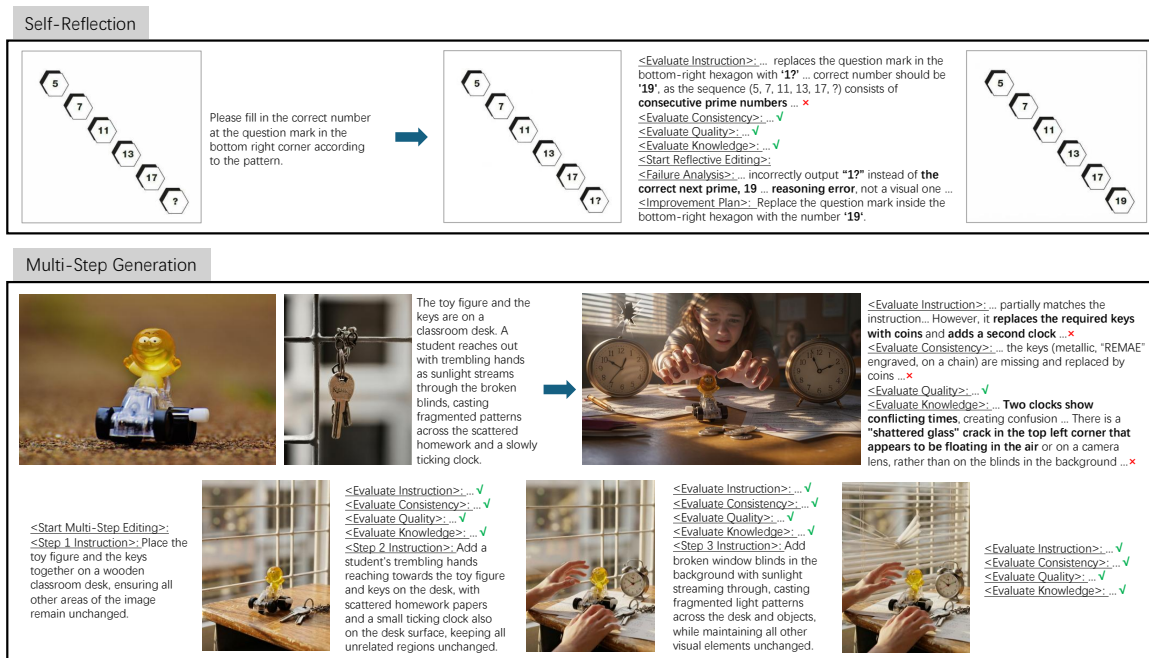 Self-Reflection
5
7
11
13
17
?
Please fill in the correct number
at the question mark in the
bottom right corner according
to the pattern.
5
7
11
13
17
1?
<Evaluate Instruction>: ... replaces the question mark in the
bottom-right hexagon with '1?' ... correct number should be
'19', as the sequence (5, 7, 11, 13, 17, ?) consists of
consecutive prime numbers ... ×
<Evaluate Consistency>: ... √
<Evaluate Quality>: ... √
<Evaluate Knowledge>: ... √
<Start Reflective Editing>:
<Failure Analysis>: ... incorrectly output "1?" instead of the
correct next prime, 19 ... reasoning error, not a visual one ...
<Improvement Plan>: Replace the question mark inside the
bottom-right hexagon with the number '19'.
5
7
11
13
17
19
Multi-Step Generation
The toy figure and the
keys are on a
classroom desk. A
student reaches out
with trembling hands
as sunlight streams
through the broken
blinds, casting
fragmented patterns
across the scattered
homework and a slowly
ticking clock.
<Evaluate Instruction>: ... partially matches the
instruction... However, it replaces the required keys
with coins and adds a second clock ...×
<Evaluate Consistency>: ... the keys (metallic, "REMAE"
engraved, on a chain) are missing and replaced by
coins ...×
<Evaluate Quality>: ... √
<Evaluate Knowledge>: ... Two clocks show
conflicting times, creating confusion ... There is a
"shattered glass" crack in the top left corner that
appears to be floating in the air or on a camera
lens, rather than on the blinds in the background ...×
<Start Multi-Step Editing>:
<Step 1 Instruction>: Place the
toy figure and the keys
together on a wooden
classroom desk, ensuring all
other areas of the image
remain unchanged.
<Evaluate Instruction>: ... √
<Evaluate Consistency>: ... √
<Evaluate Quality>: ... √
<Evaluate Knowledge>: ... √
<Step 2 Instruction>: Add a
student's trembling hands
reaching towards the toy figure
and keys on the desk, with
scattered homework papers
and a small ticking clock also
on the desk surface, keeping all
unrelated regions unchanged.
<Evaluate Instruction>: ... √
<Evaluate Consistency>: ... √
<Evaluate Quality>: ... √
<Evaluate Knowledge>: ... √
<Step 3 Instruction>: Add
broken window blinds in the
background with sunlight
streaming through, casting
fragmented light patterns
across the desk and objects,
while maintaining all other
visual elements unchanged.
<Evaluate Instruction>: ... √
<Evaluate Consistency>: ... √
<Evaluate Quality>: ... √
<Evaluate Knowledge>: ... √